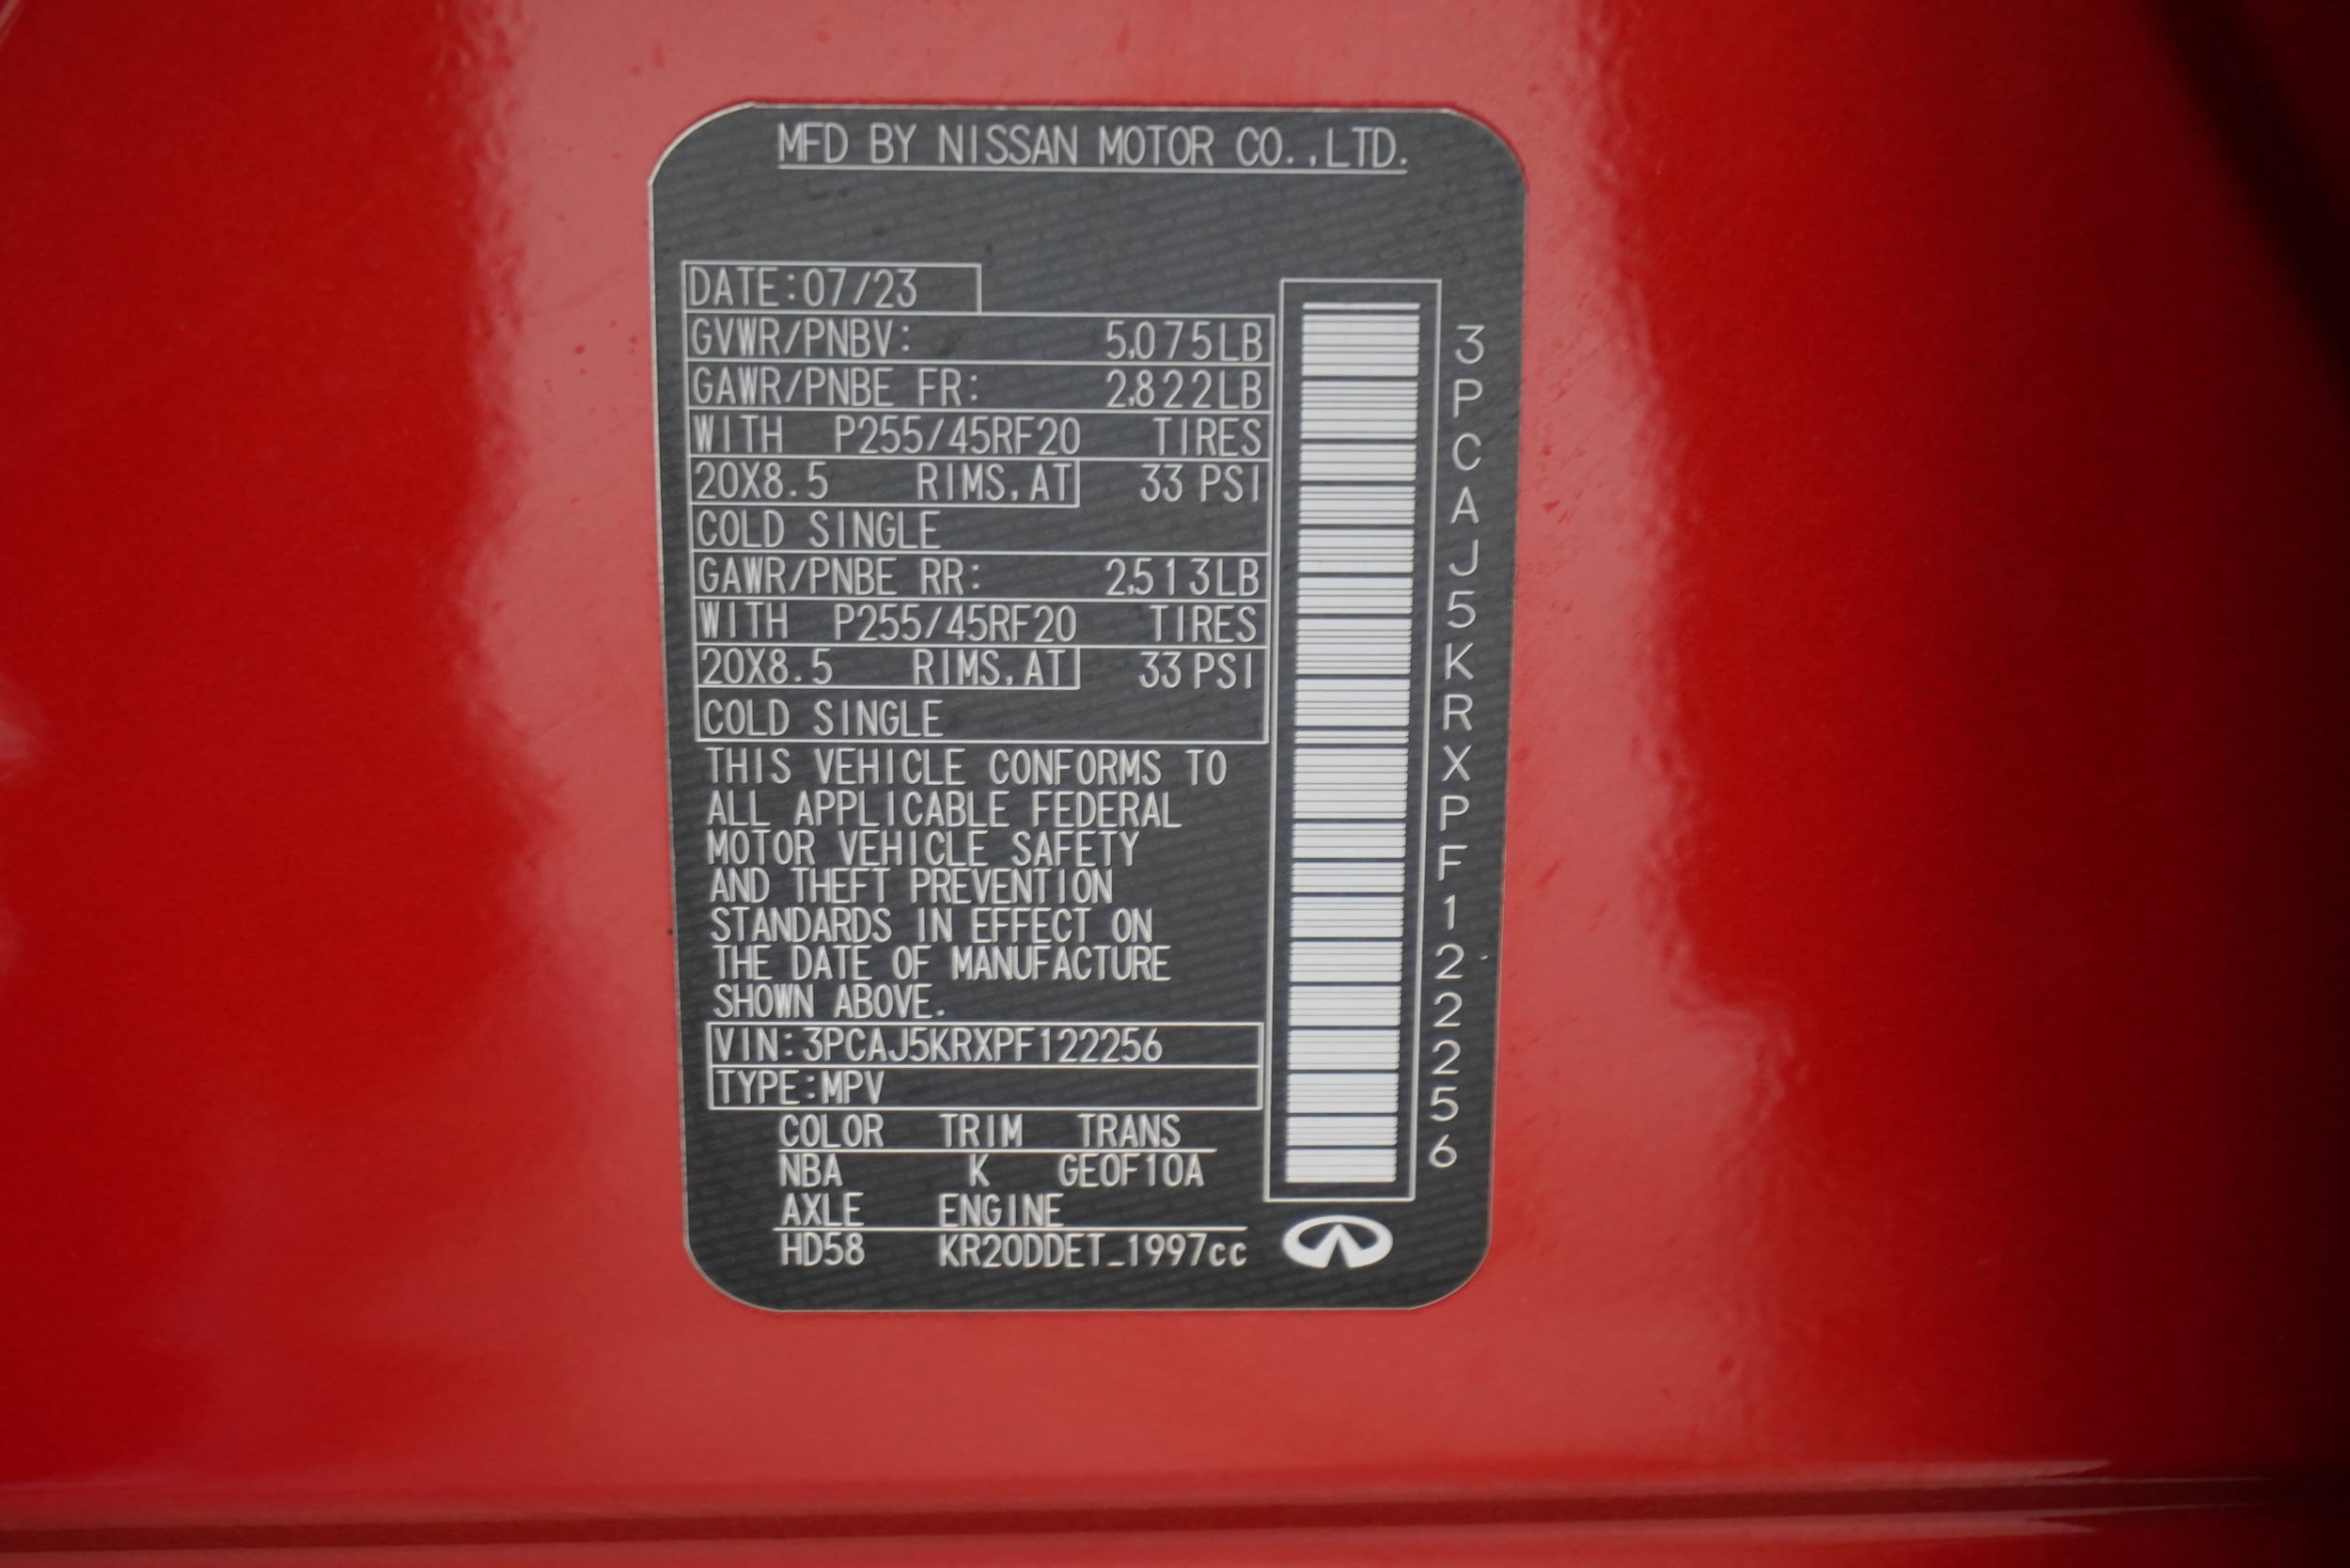 MFD BY NISSAN MOTOR CO.,LTD.
DATE:07/23
GVWR/PNBV: 5,075LB
GAWR/PNBE FR: 2,822LB
WITH P255/45RF20 TIRES
20X8.5 RIMS,AT 33 PSI
COLD SINGLE
GAWR/PNBE RR: 2,513LB
WITH P255/45RF20 TIRES
20X8.5 RIMS,AT 33 PSI
COLD SINGLE
THIS VEHICLE CONFORMS TO
ALL APPLICABLE FEDERAL
MOTOR VEHICLE SAFETY
AND THEFT PREVENTION
STANDARDS IN EFFECT ON
THE DATE OF MANUFACTURE
SHOWN ABOVE.
VIN:3PCAJ5KRXPF122256
TYPE:MPV
COLOR TRIM TRANS
NBA K GE0F10A
AXLE ENGINE
HD58 KR20DDET_1997cc
3PCAJ5KRXPF122256